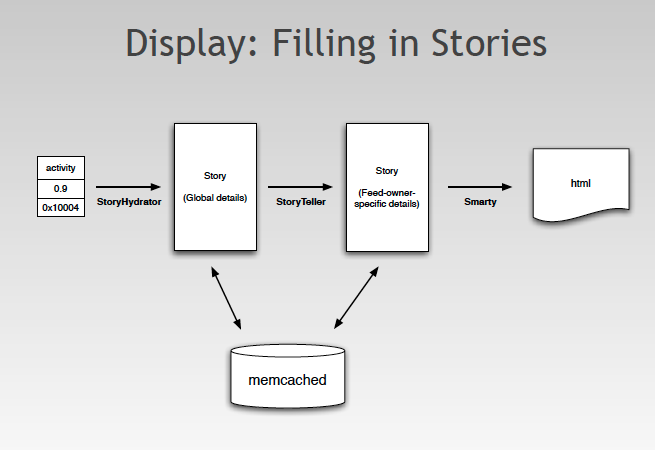 Display: Filling in Stories
activity
0.9
0x10004
StoryHydrator
Story
(Global details)
StoryTeller
Story
(Feed-owner-
specific details)
Smarty
html
memcached